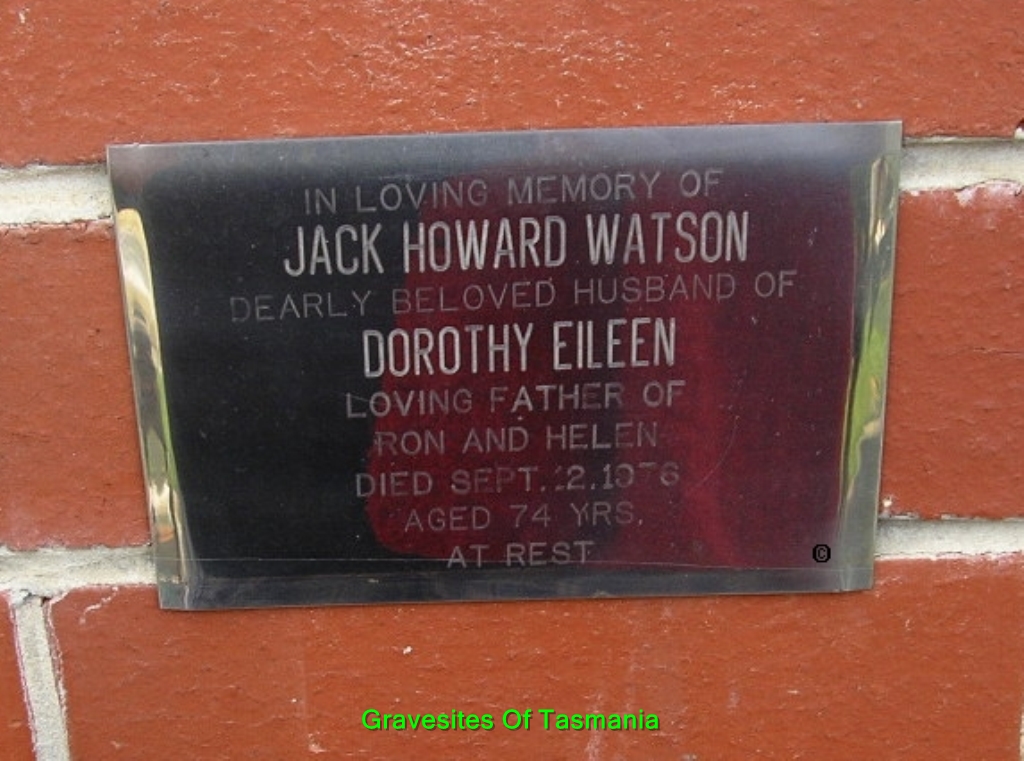 IN LOVING MEMORY OF
JACK HOWARD WATSON
DEARLY BELOVED HUSBAND OF
DOROTHY EILEEN
LOVING FATHER OF
RON AND HELEN
DIED SEPT.
AGED 74 YRS.
AT REST
©
Gravesites Of Tasmania